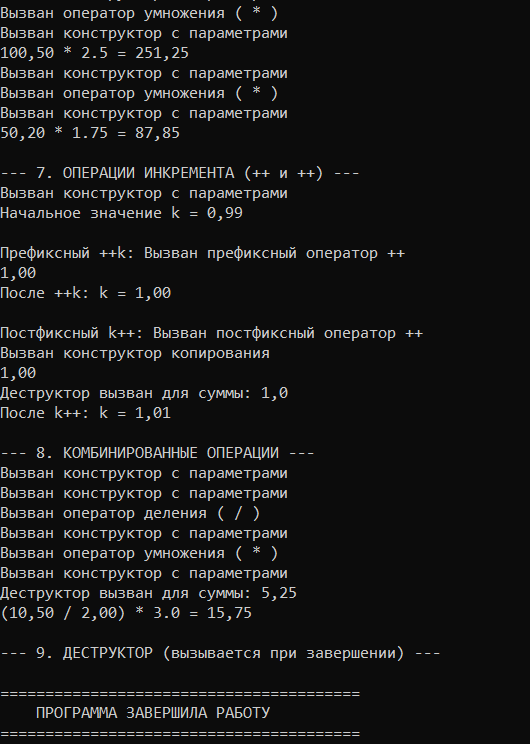 Вызван оператор умножения ( * )
Вызван конструктор с параметрами
100,50 * 2.5 = 251,25
Вызван конструктор с параметрами
Вызван оператор умножения ( * )
Вызван конструктор с параметрами
50,20 * 1.75 = 87,85
--- 7. ОПЕРАЦИИ ИНКРЕМЕНТА (++ и ++) ---
Вызван конструктор с параметрами
Начальное значение k = 0,99
Префиксный ++k: Вызван префиксный оператор ++
1,00
После ++k: k = 1,00
Постфиксный k++: Вызван постфиксный оператор ++
Вызван конструктор копирования
1,00
Деструктор вызван для суммы: 1,0
После k++: k = 1,01
--- 8. КОМБИНИРОВАННЫЕ ОПЕРАЦИИ ---
Вызван конструктор с параметрами
Вызван конструктор с параметрами
Вызван оператор деления ( / )
Вызван конструктор с параметрами
Вызван оператор умножения ( * )
Вызван конструктор с параметрами
Деструктор вызван для суммы: 5,25
(10,50 / 2,00) * 3.0 = 15,75
--- 9. ДЕСТРУКТОР (вызывается при завершении) ---
========================================
ПРОГРАММА ЗАВЕРШИЛА РАБОТУ
========================================